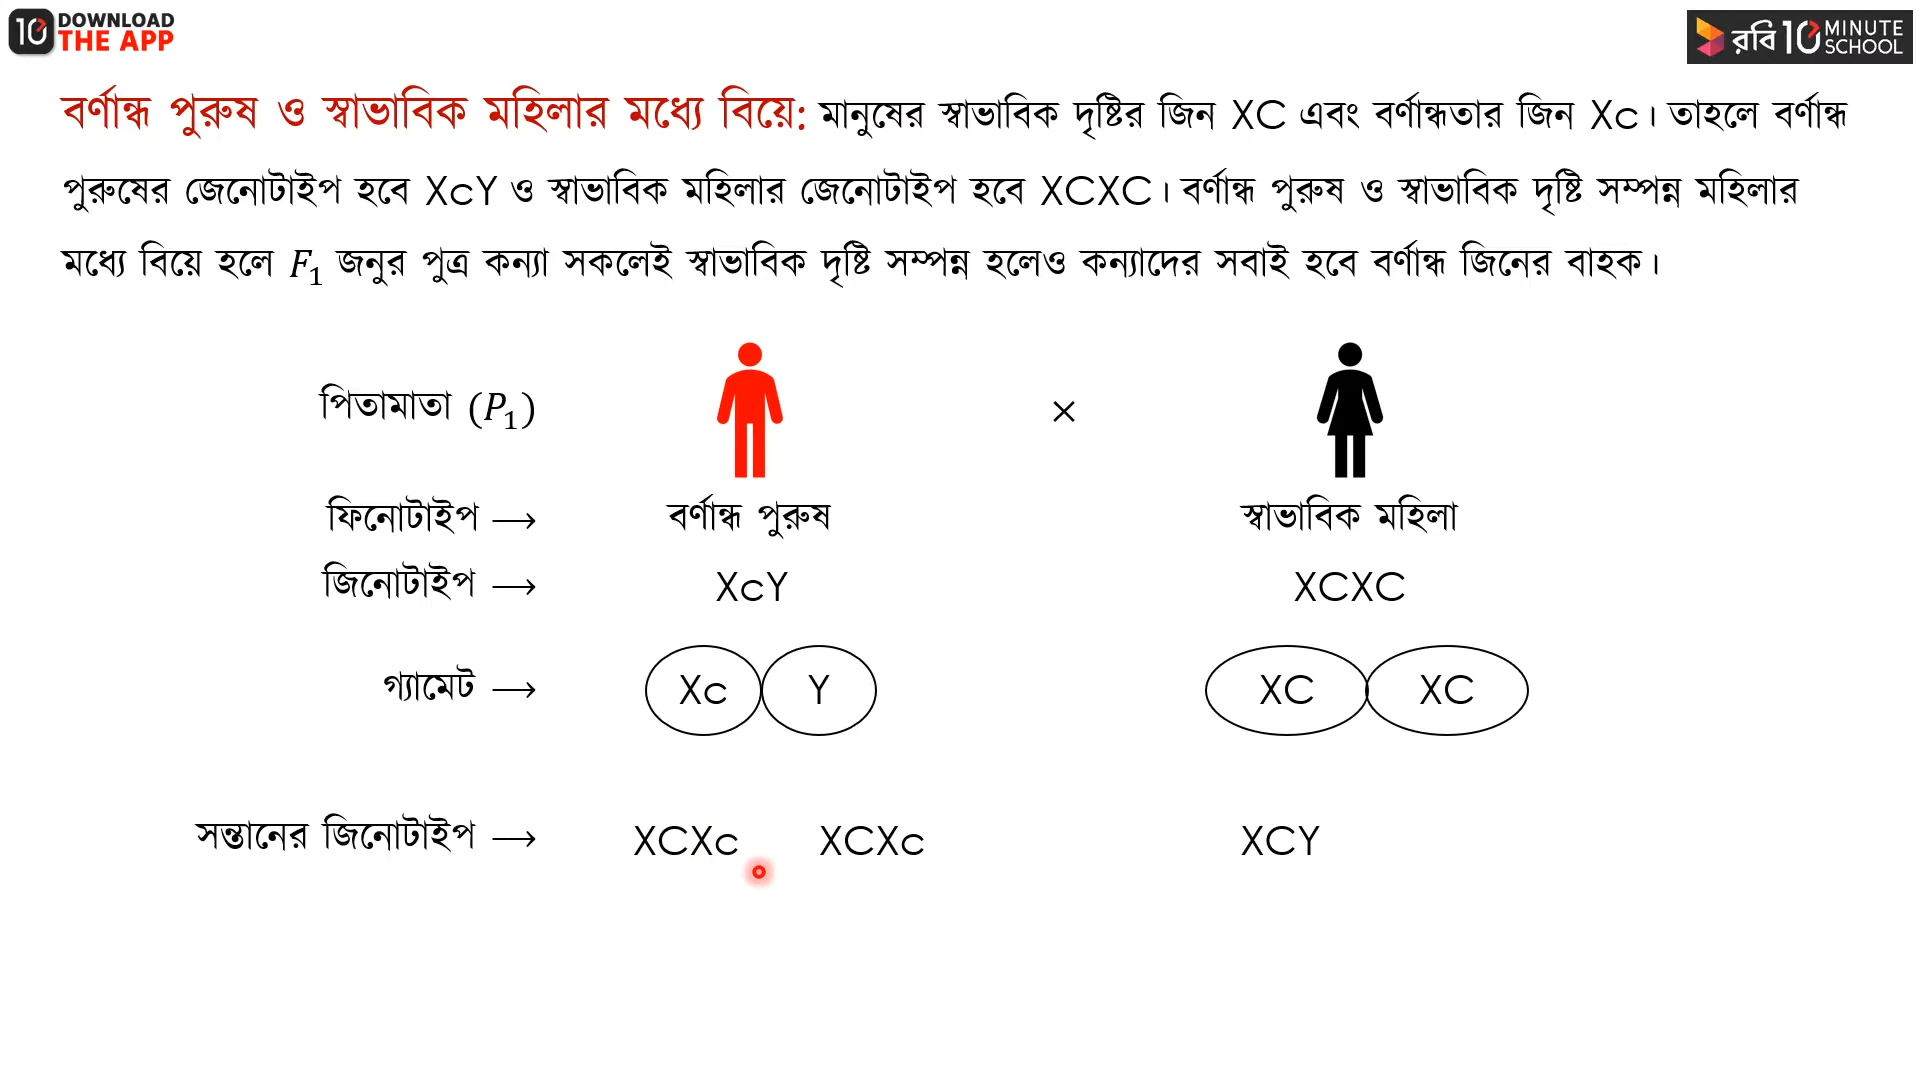 10 DOWNLOAD THE APP
রবি 10 MINUTE SCHOOL
বর্ণান্ধ পুরুষ ও স্বাভাবিক মহিলার মধ্যে বিয়ে: মানুষের স্বাভাবিক দৃষ্টির জিন XC এবং বর্ণান্ধতার জিন Xc। তাহলে বর্ণান্ধ
পুরুষের জেনোটাইপ হবে XcY ও স্বাভাবিক মহিলার জেনোটাইপ হবে XCXC। বর্ণান্ধ পুরুষ ও স্বাভাবিক দৃষ্টি সম্পন্ন মহিলার
মধ্যে বিয়ে হলে F₁ জনুর পুত্র কন্যা সকলেই স্বাভাবিক দৃষ্টি সম্পন্ন হলেও কন্যাদের সবাই হবে বর্ণান্ধ জিনের বাহক।
পিতামাতা (P₁) ×
ফিনোটাইপ ⟶ বর্ণান্ধ পুরুষ স্বাভাবিক মহিলা
জিনোটাইপ ⟶ XcY XCXC
গ্যামেট ⟶ Xc Y XC XC
সন্তানের জিনোটাইপ ⟶ XCXc XCXc XCY